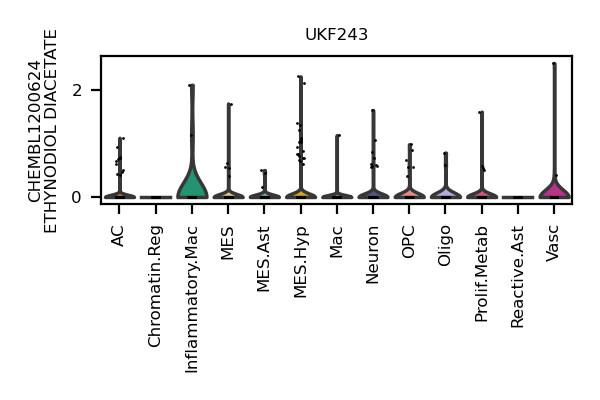 UKF243
CHEMBL1200624
ETHYNODIOL DIACETATE
2
0
AC
Chromatin.Reg
Inflammatory.Mac
MES
MES.Ast
MES.Hyp
Mac
Neuron
OPC
Oligo
Prolif.Metab
Reactive.Ast
Vasc